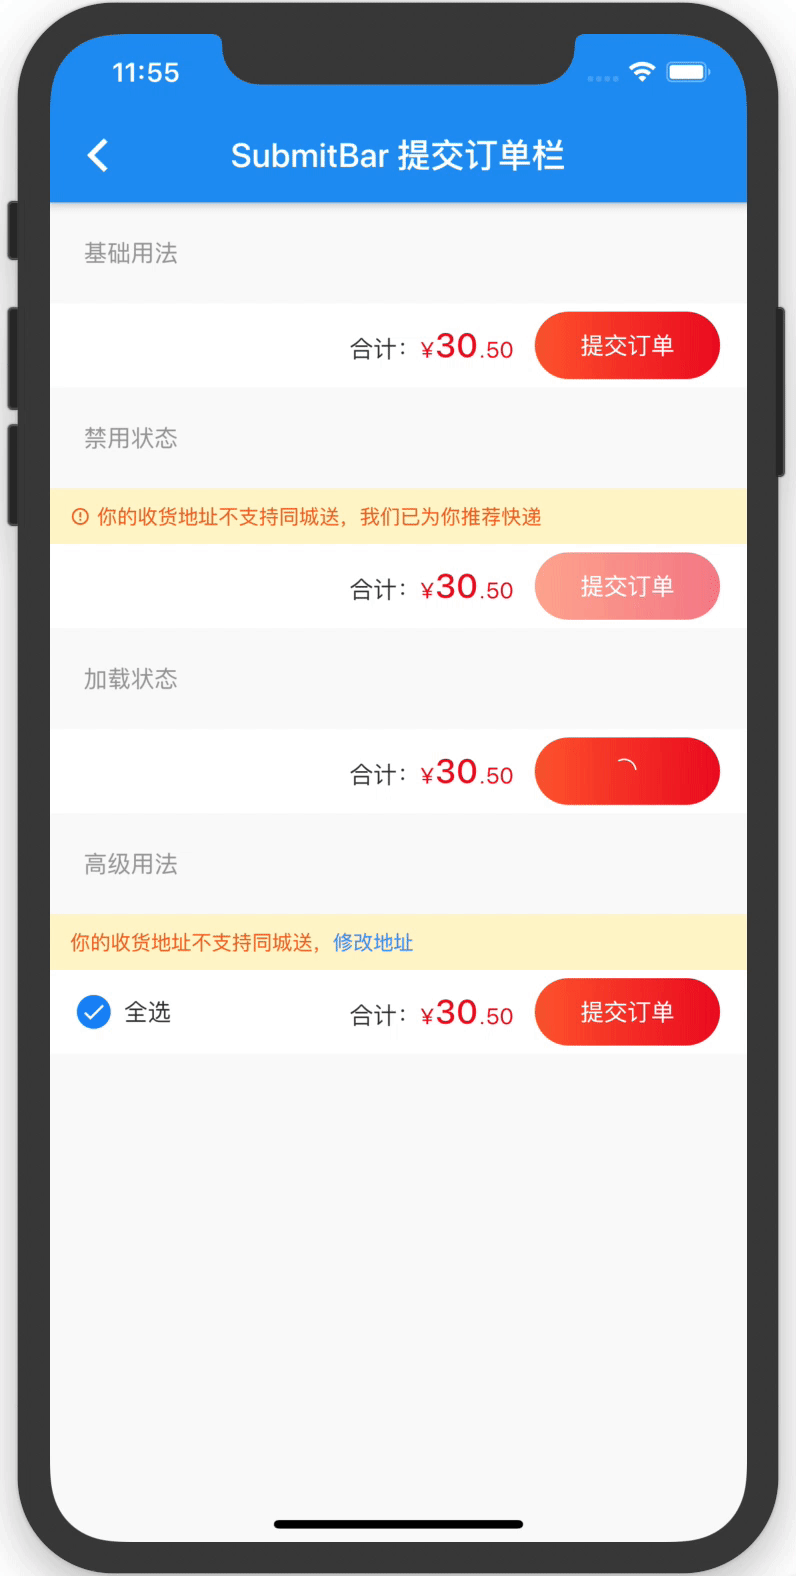 11:55
SubmitBar 提交订单栏
基础用法
合计：¥30.50 提交订单
禁用状态
你的收货地址不支持同城送，我们已为你推荐快递
合计：¥30.50 提交订单
加载状态
合计：¥30.50
高级用法
你的收货地址不支持同城送，修改地址
全选 合计：¥30.50 提交订单